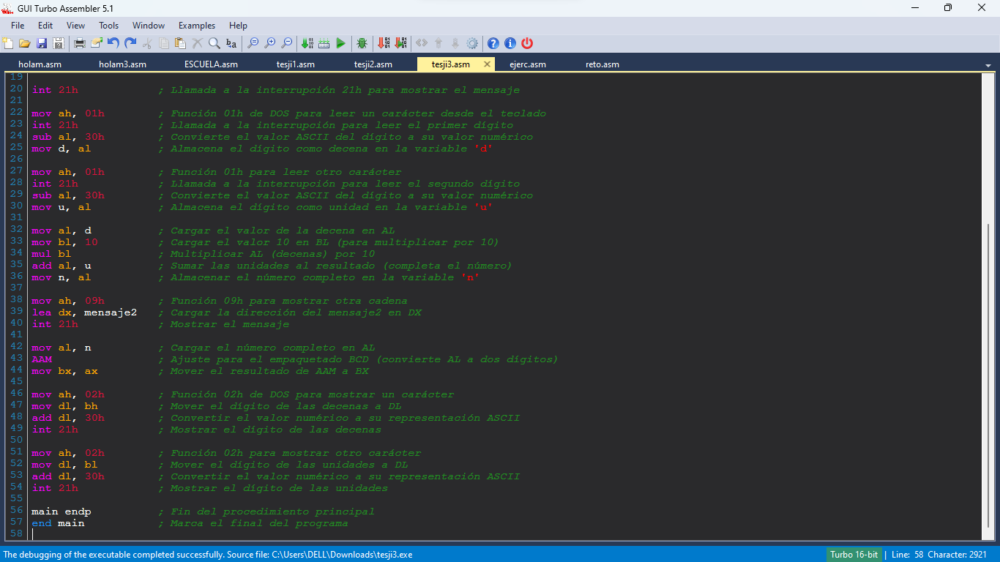 GUI Turbo Assembler 5.1
File Edit View Tools Window Examples Help
holam.asm holam3.asm ESCUELA.asm tesji1.asm tesji2.asm tesji3.asm ejerc.asm reto.asm
19
20 int 21h ; Llamada a la interrupción 21h para mostrar el mensaje
21
22 mov ah, 01h ; Función 01h de DOS para leer un carácter desde el teclado
23 int 21h ; Llamada a la interrupción para leer el primer dígito
24 sub al, 30h ; Convierte el valor ASCII del dígito a su valor numérico
25 mov d, al ; Almacena el dígito como decena en la variable 'd'
26
27 mov ah, 01h ; Función 01h para leer otro carácter
28 int 21h ; Llamada a la interrupción para leer el segundo dígito
29 sub al, 30h ; Convierte el valor ASCII del dígito a su valor numérico
30 mov u, al ; Almacena el dígito como unidad en la variable 'u'
31
32 mov al, d ; Cargar el valor de la decena en AL
33 mov bl, 10 ; Cargar el valor 10 en BL (para multiplicar por 10)
34 mul bl ; Multiplicar AL (decenas) por 10
35 add al, u ; Sumar las unidades al resultado (completa el número)
36 mov n, al ; Almacenar el número completo en la variable 'n'
37
38 mov ah, 09h ; Función 09h para mostrar otra cadena
39 lea dx, mensaje2 ; Cargar la dirección del mensaje2 en DX
40 int 21h ; Mostrar el mensaje
41
42 mov al, n ; Cargar el número completo en AL
43 AAM ; Ajuste para el empaquetado BCD (convierte AL a dos dígitos)
44 mov bx, ax ; Mover el resultado de AAM a BX
45
46 mov ah, 02h ; Función 02h de DOS para mostrar un carácter
47 mov dl, bh ; Mover el dígito de las decenas a DL
48 add dl, 30h ; Convertir el valor numérico a su representación ASCII
49 int 21h ; Mostrar el dígito de las decenas
50
51 mov ah, 02h ; Función 02h para mostrar otro carácter
52 mov dl, bl ; Mover el dígito de las unidades a DL
53 add dl, 30h ; Convertir el valor numérico a su representación ASCII
54 int 21h ; Mostrar el dígito de las unidades
55
56 main endp ; Fin del procedimiento principal
57 end main ; Marca el final del programa
58
The debugging of the executable completed successfully. Source file: C:\Users\DELL\Downloads\tesji3.exe Turbo 16-bit | Line: 58 Character: 2921